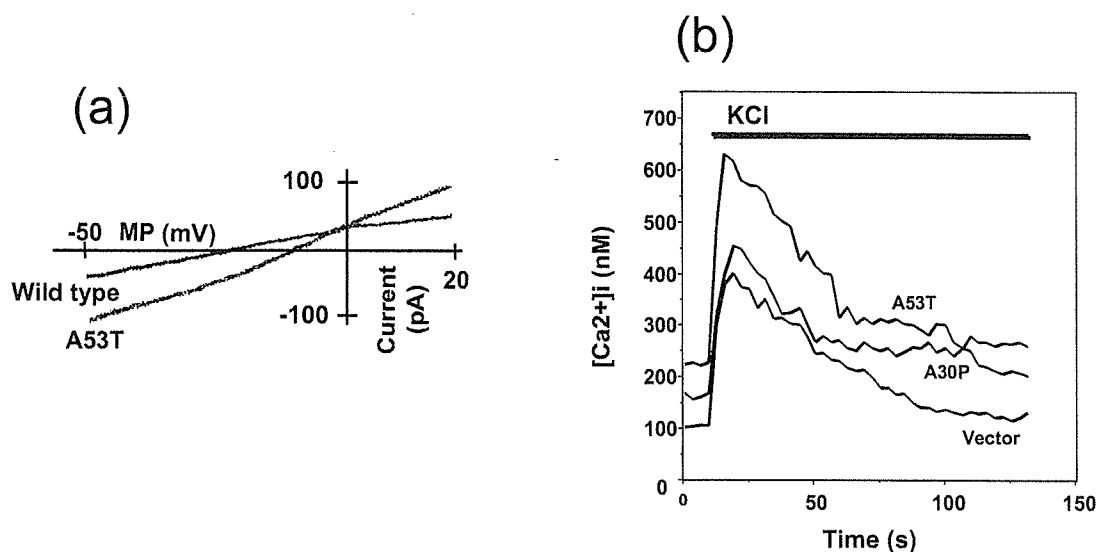 (a)
100
-50 MP (mV)
Wild type
A53T
-100
Current
(pA)
20
(b)
KCl
700
600
500
400
300
200
100
0
[Ca2+]i (nM)
A53T
A30P
Vector
0 50 100 150
Time (s)